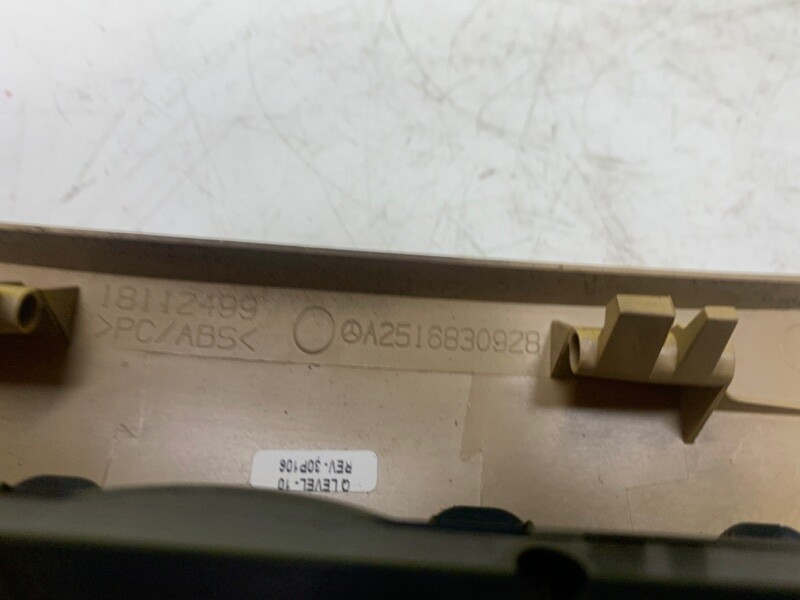 18112499
>PC/ABS<
A2516830928
Q LEVEL-10
REV-30P106